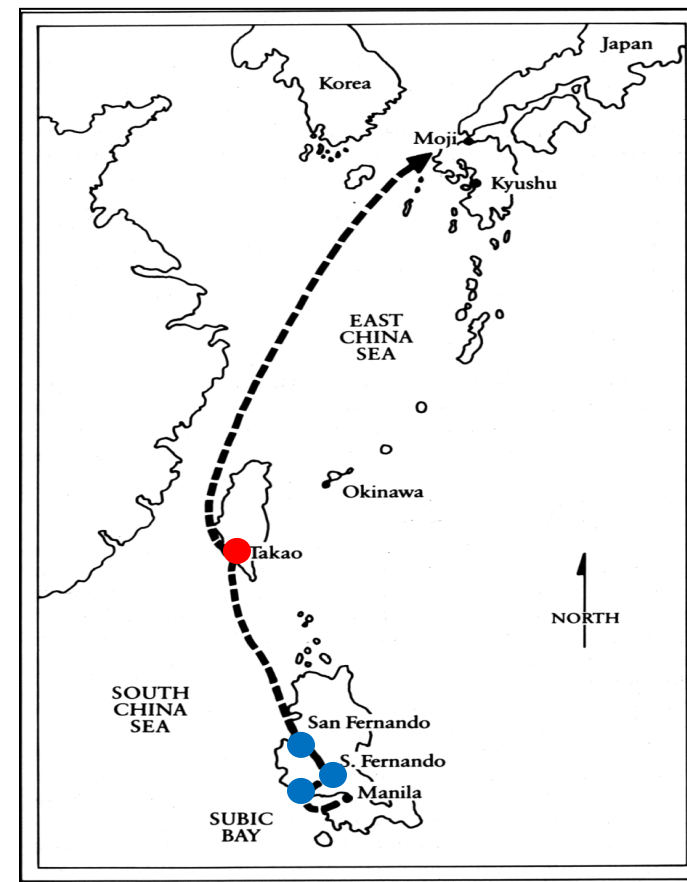 Japan
Korea
Moji
Kyushu
EAST
CHINA
SEA
Okinawa
Takao
NORTH
SOUTH
CHINA
SEA
San Fernando
S. Fernando
Manila
SUBIC
BAY